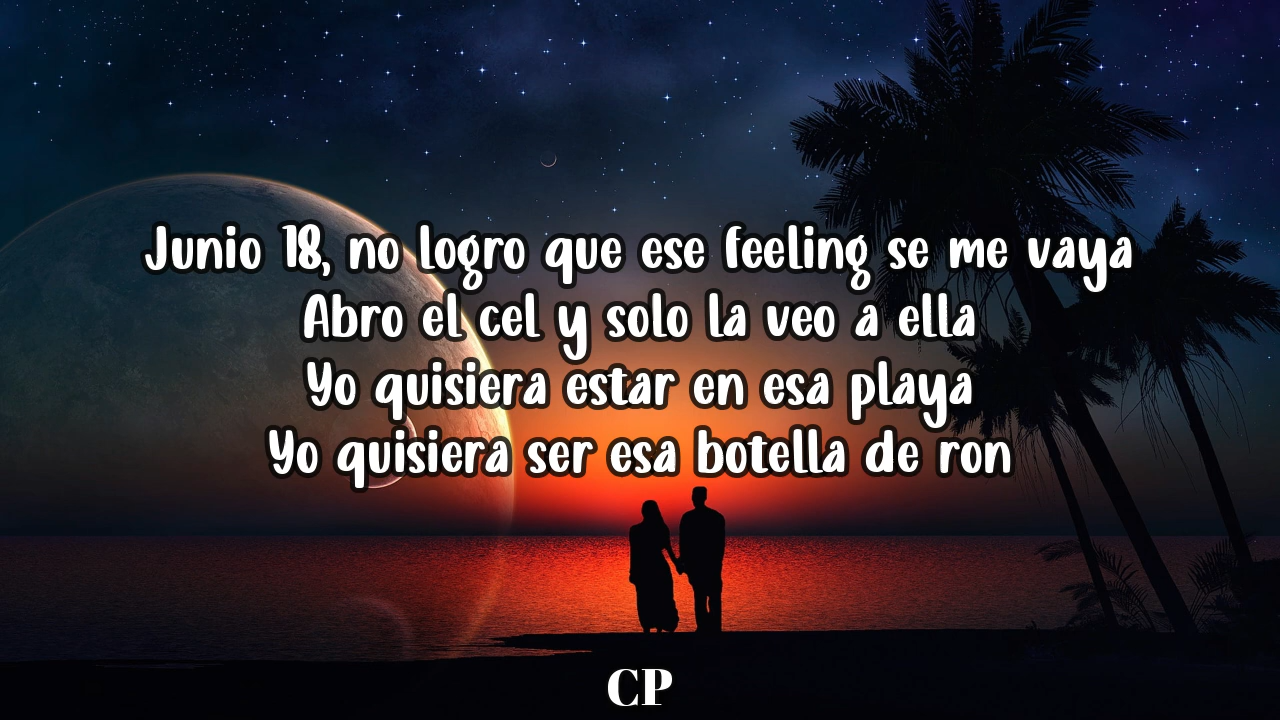 Junio 18, no logro que ese feeling se me vaya
Abro el cel y solo la veo a ella
Yo quisiera estar en esa playa
Yo quisiera ser esa botella de ron
CP